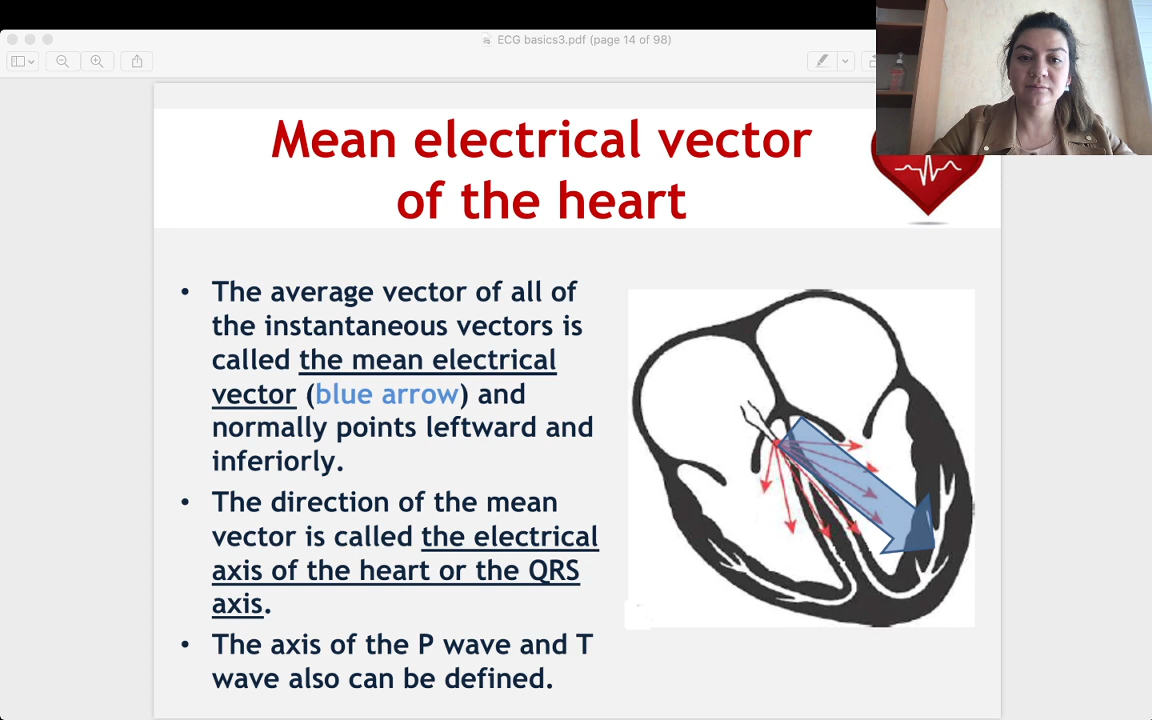 ECG basics3.pdf (page 14 of 98)
Mean electrical vector
of the heart
• The average vector of all of
the instantaneous vectors is
called the mean electrical
vector (blue arrow) and
normally points leftward and
inferiorly.
• The direction of the mean
vector is called the electrical
axis of the heart or the QRS
axis.
• The axis of the P wave and T
wave also can be defined.